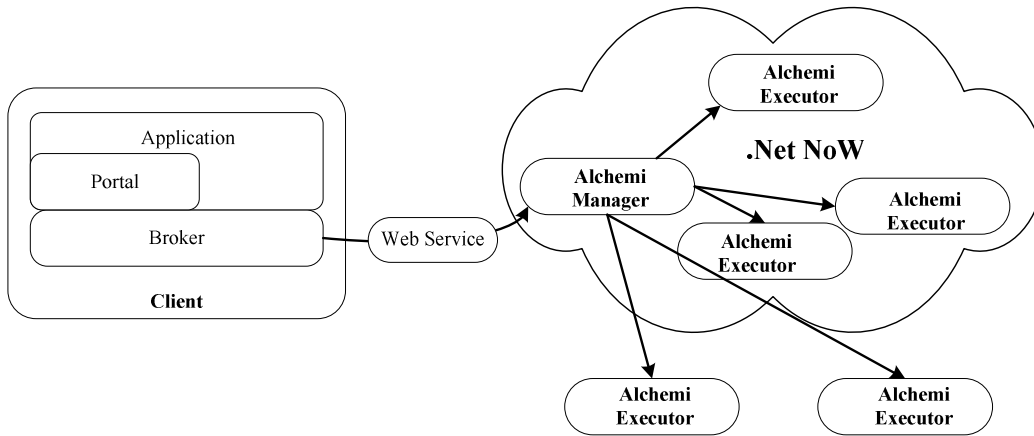 Application
Portal
Broker
Client
Web Service
Alchemi
Manager
Alchemi
Executor
.Net NoW
Alchemi
Executor
Alchemi
Executor
Alchemi
Executor
Alchemi
Executor